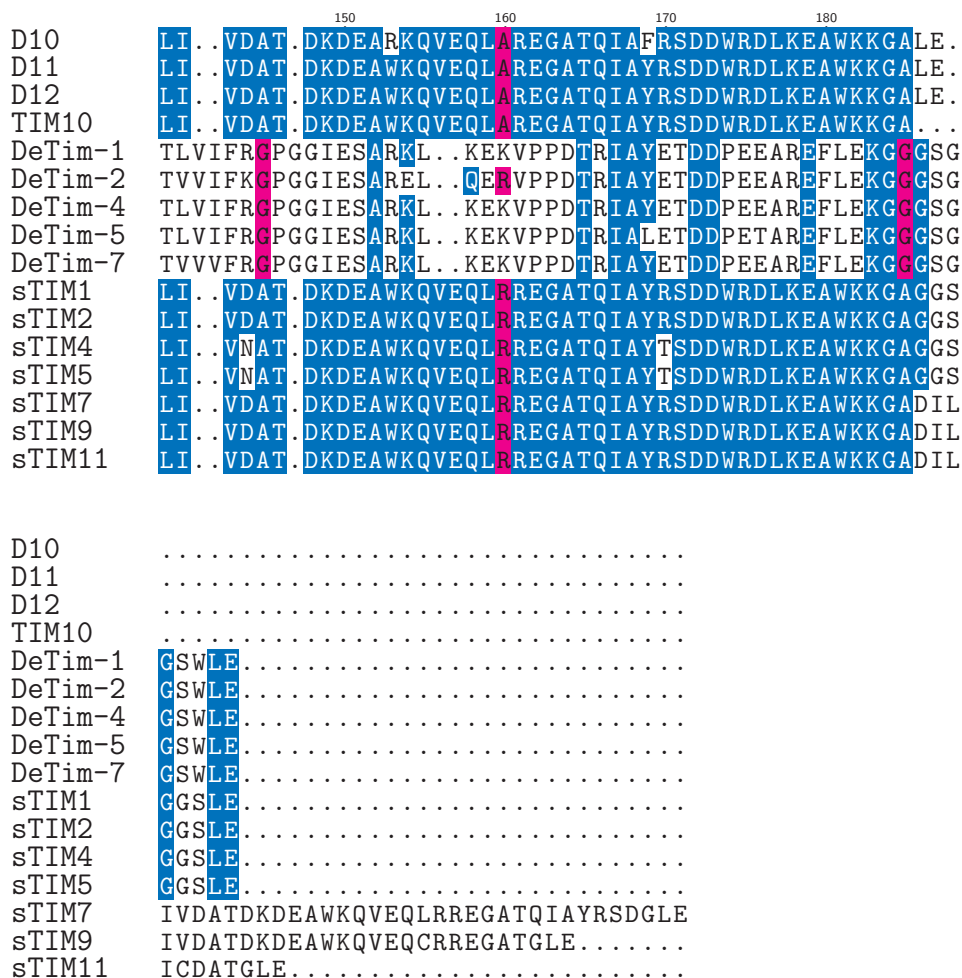 150 160 170 180
D10 LI..VDAT.DKDEARKQVEQLAREGATQIAFRSDDWRDLKEAWKKGALE.
D11 LI..VDAT.DKDEAWKQVEQLAREGATQIAYRSDDWRDLKEAWKKGALE.
D12 LI..VDAT.DKDEAWKQVEQLAREGATQIAYRSDDWRDLKEAWKKGALE.
TIM10 LI..VDAT.DKDEAWKQVEQLAREGATQIAYRSDDWRDLKEAWKKGA...
DeTim-1 TLVIFRGPGGIESARKL..KEKVPPDTRIAYETDDPEEAREFLEKGGGSG
DeTim-2 TVVIFKGPGGIESAREL..QERVPPDTRIAYETDDPEEAREFLEKGGGSG
DeTim-4 TLVIFRGPGGIESARKL..KEKVPPDTRIAYETDDPEEAREFLEKGGGSG
DeTim-5 TLVIFRGPGGIESARKL..KEKVPPDTRIALETDDPETAREFLEKGGGSG
DeTim-7 TVVVFRGPGGIESARKL..KEKVPPDTRIAYETDDPEEAREFLEKGGGSG
sTIM1 LI..VDAT.DKDEAWKQVEQLRREGATQIAYRSDDWRDLKEAWKKGAGGS
sTIM2 LI..VDAT.DKDEAWKQVEQLRREGATQIAYRSDDWRDLKEAWKKGAGGS
sTIM4 LI..VNAT.DKDEAWKQVEQLRREGATQIAYTSDDWRDLKEAWKKGAGGS
sTIM5 LI..VNAT.DKDEAWKQVEQLRREGATQIAYTSDDWRDLKEAWKKGAGGS
sTIM7 LI..VDAT.DKDEAWKQVEQLRREGATQIAYRSDDWRDLKEAWKKGADIL
sTIM9 LI..VDAT.DKDEAWKQVEQLRREGATQIAYRSDDWRDLKEAWKKGADIL
sTIM11 LI..VDAT.DKDEAWKQVEQLRREGATQIAYRSDDWRDLKEAWKKGADIL
D10 .................................
D11 .................................
D12 .................................
TIM10 .................................
DeTim-1 GSWLE............................
DeTim-2 GSWLE............................
DeTim-4 GSWLE............................
DeTim-5 GSWLE............................
DeTim-7 GSWLE............................
sTIM1 GGSLE............................
sTIM2 GGSLE............................
sTIM4 GGSLE............................
sTIM5 GGSLE............................
sTIM7 IVDATDKDEAWKQVEQLRREGATQIAYRSDGLE
sTIM9 IVDATDKDEAWKQVEQCRREGATGLE.......
sTIM11 ICDATGLE.........................